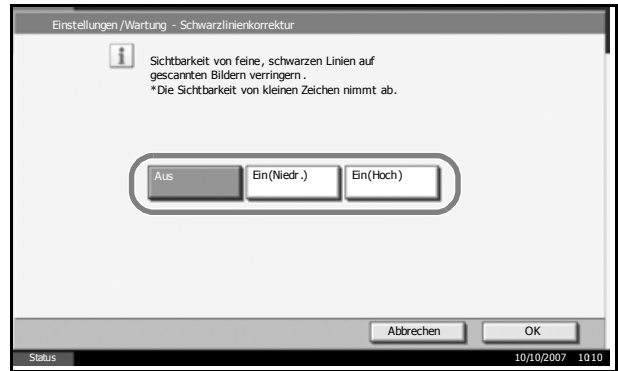 Einstellungen/Wartung - Schwarzlinienkorrektur
Sichtbarkeit von feine, schwarzen Linien auf
gescannten Bildern verringern.
*Die Sichtbarkeit von kleinen Zeichen nimmt ab.
Aus Ein(Niedr.) Ein(Hoch)
Abbrechen OK
Status 10/10/2007 10:10